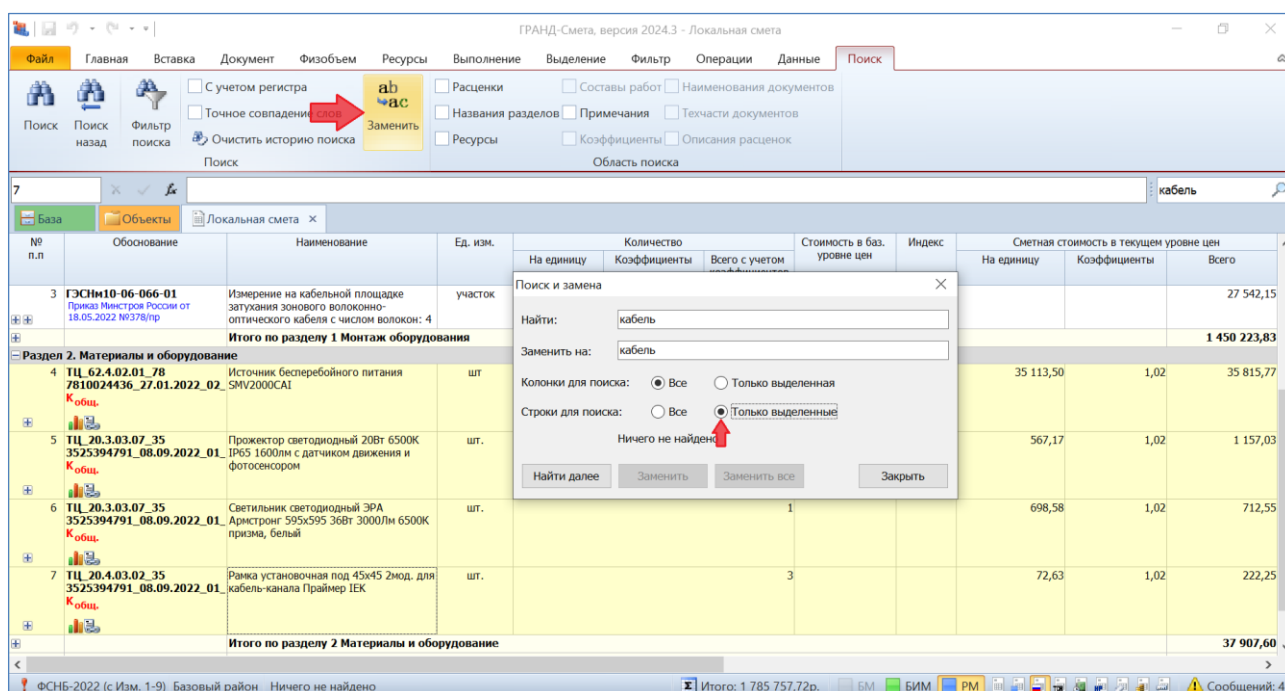 ГРАНД-Смета, версия 2024.3 - Локальная смета
Файл Главная Вставка Документ Физобъем Ресурсы Выполнение Выделение Фильтр Операции Данные Поиск
Поиск
Поиск назад
Фильтр поиска
С учетом регистра
Точное совпадение слов
Очистить историю поиска
ab
ac
Заменить
Расценки Составы работ Наименования документов
Названия разделов Примечания Техчасти документов
Ресурсы Коэффициенты Описания расценок
Поиск Область поиска
7 fx кабель
База Объекты Локальная смета ×
№ п.п Обоснование Наименование Ед. изм. Количество Стоимость в баз. уровне цен Индекс Сметная стоимость в текущем уровне цен
На единицу Коэффициенты Всего с учетом На единицу Коэффициенты Всего
3 ГЭСНм10-06-066-01 Измерение на кабельной площадке участок 27 542,15
Приказ Минстроя России от затухания зонового волоконно-
18.05.2022 №378/пр оптического кабеля с числом волокон: 4
Итого по разделу 1 Монтаж оборудования 1 450 223,83
Раздел 2. Материалы и оборудование
4 ТЦ_62.4.02.01_78 Источник бесперебойного питания шт 35 113,50 1,02 35 815,77
7810024436_27.01.2022_02_ SMV2000CAI
Кобщ.
5 ТЦ_20.3.03.07_35 Прожектор светодиодный 20Вт 6500К шт. 567,17 1,02 1 157,03
3525394791_08.09.2022_01_ IP65 1600лм с датчиком движения и
Кобщ. фотосенсором
6 ТЦ_20.3.03.07_35 Светильник светодиодный ЭРА шт. 1 698,58 1,02 712,55
3525394791_08.09.2022_01_ Армстронг 595х595 36Вт 3000Лм 6500К
Кобщ. призма, белый
7 ТЦ_20.4.03.02_35 Рамка установочная под 45х45 2мод. для шт. 3 72,63 1,02 222,25
3525394791_08.09.2022_01_ кабель-канала Праймер IEK
Кобщ.
Итого по разделу 2 Материалы и оборудование 37 907,60
Поиск и замена
Найти: кабель
Заменить на: кабель
Колонки для поиска: Все Только выделенная
Строки для поиска: Все Только выделенные
Ничего не найдено
Найти далее Заменить Заменить все Закрыть
ФСНБ-2022 (с Изм. 1-9) Базовый район Ничего не найдено Σ Итого: 1 785 757,72р. БМ БИМ РМ Сообщений: 4